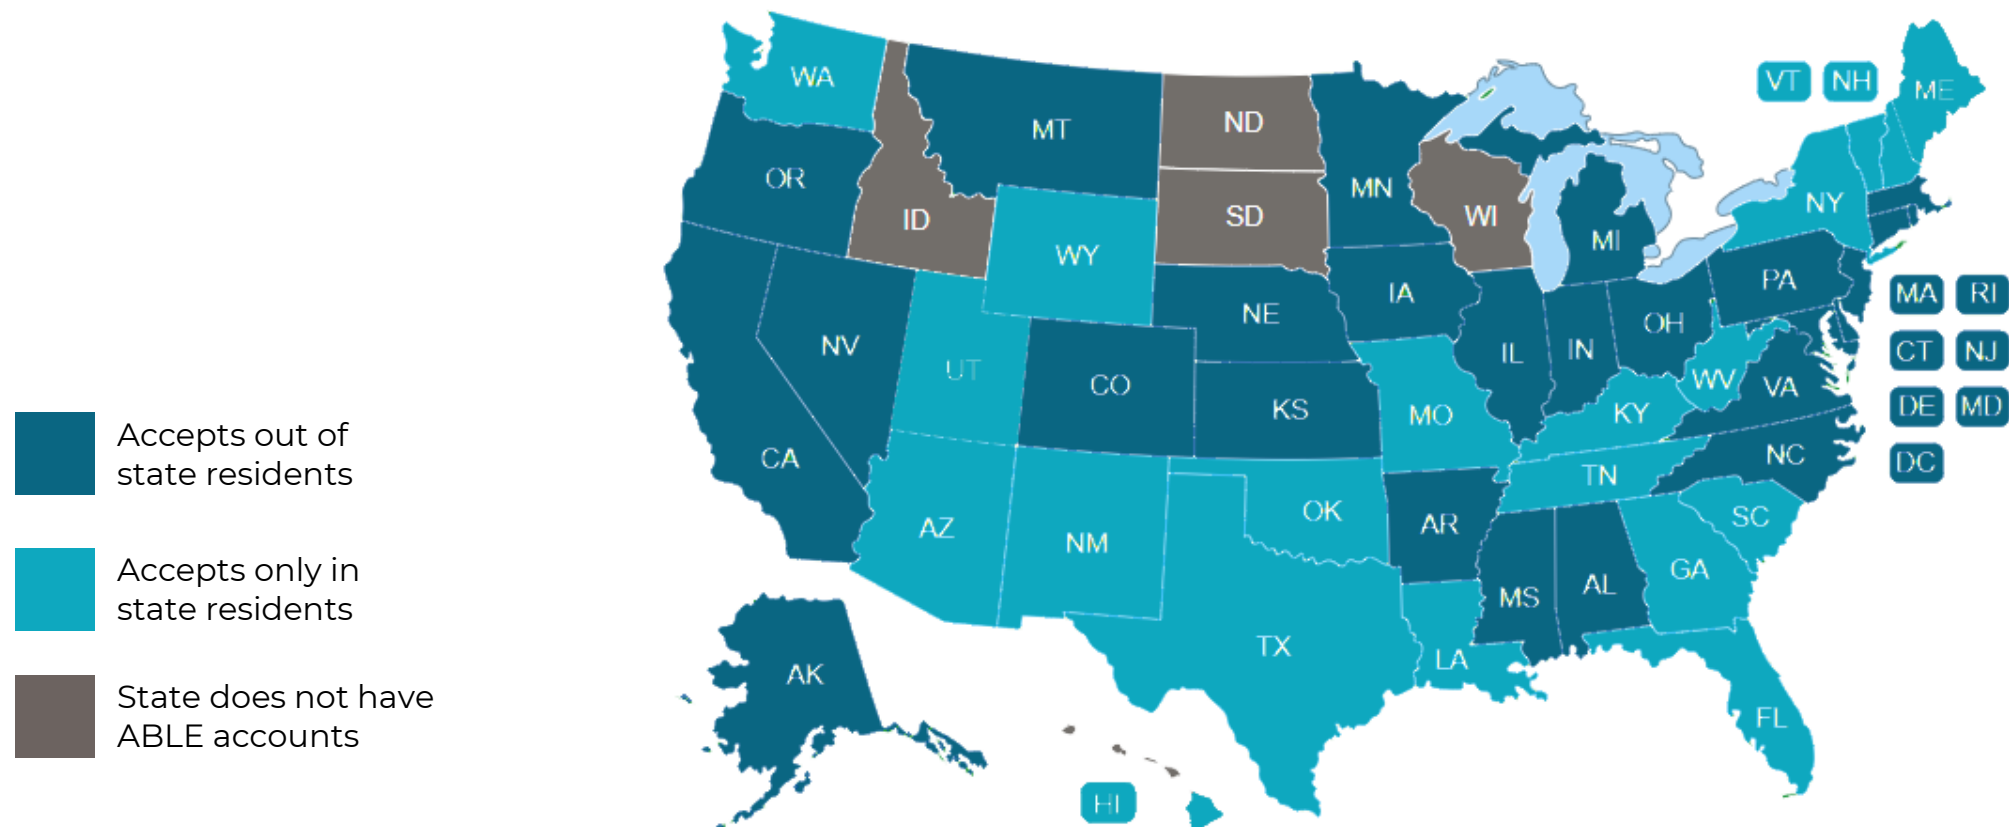 WA
VT NH
ME
MT
ND
OR
MN
NY
ID
SD
WI
MI
WY
PA
IA
MA RI
NE
OH
NV
IL
IN
CT NJ
UT
CO
WV
VA
KS
MO
KY
DE MD
Accepts out of
state residents
CA
NC
TN
DC
AZ
NM
OK
AR
SC
Accepts only in
state residents
MS
AL
GA
TX
LA
AK
State does not have
ABLE accounts
FL
HI